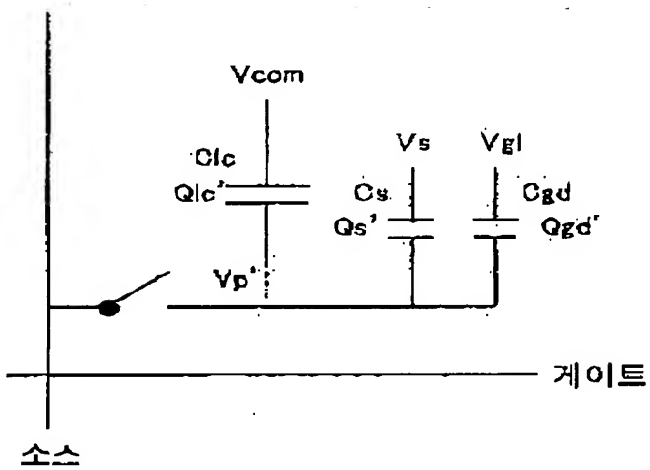 Vcom
Vs Vgl
Clc
Cs Cgd
Qlc'
Qs' Qgd'
Vp'
게이트
소스